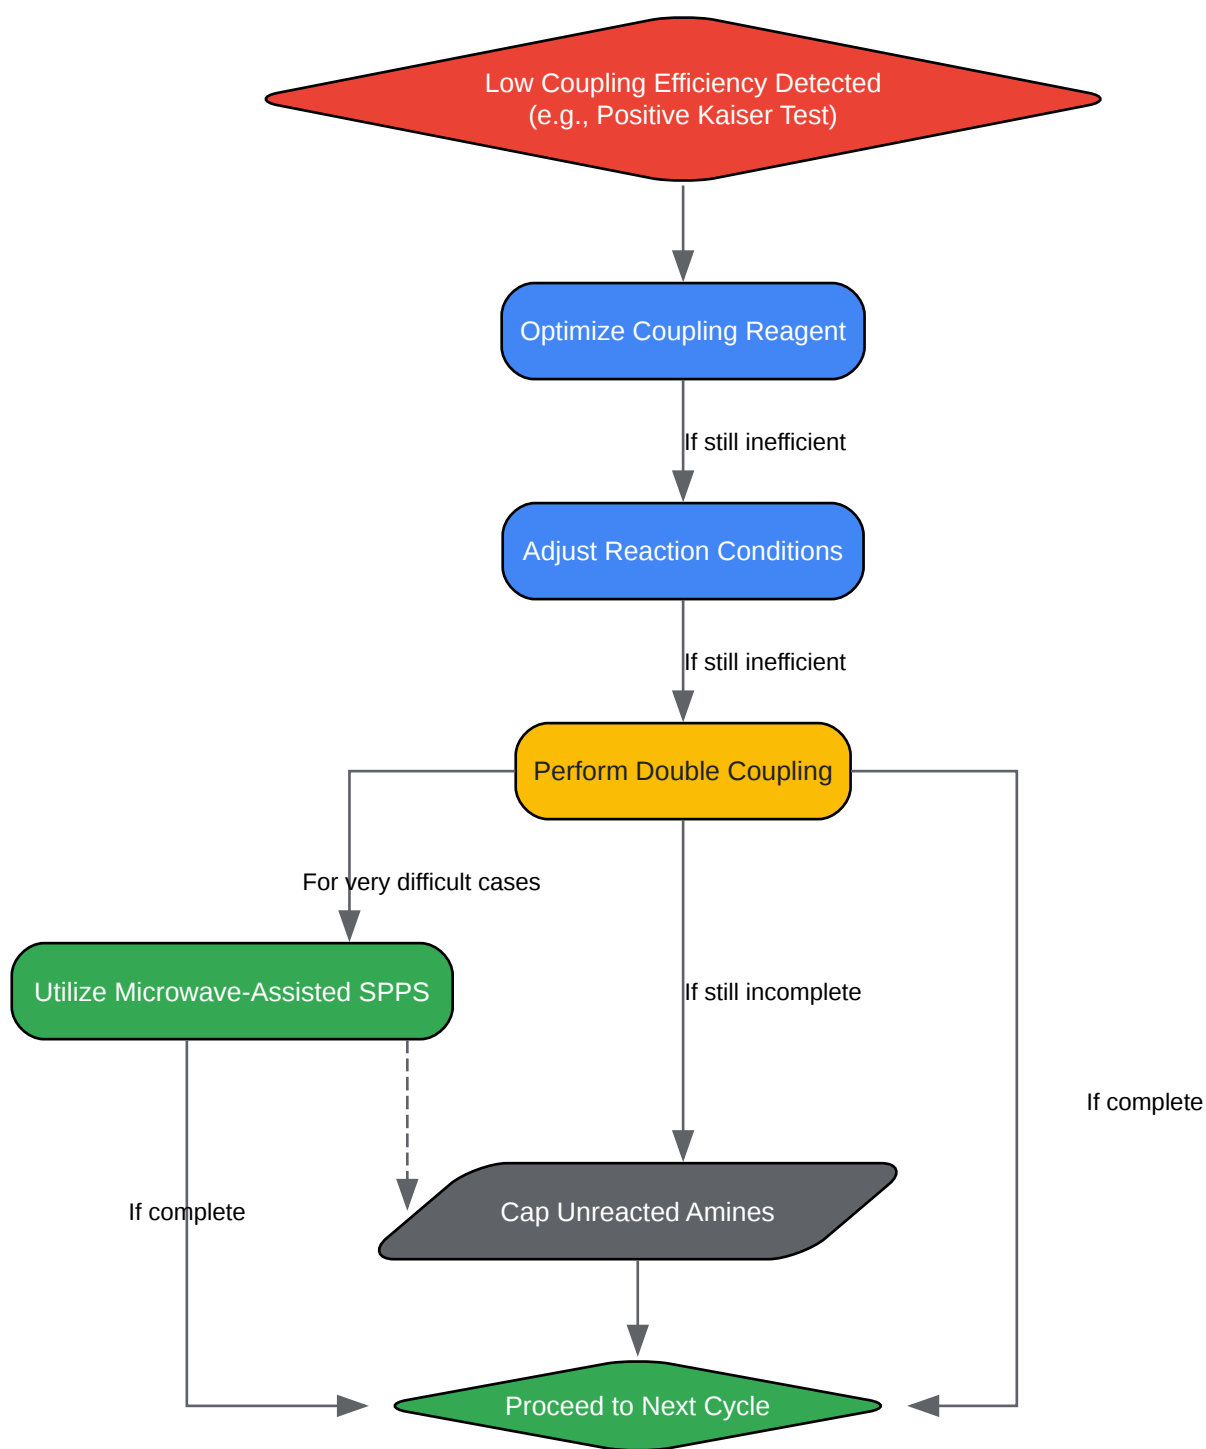 Low Coupling Efficiency Detected
(e.g., Positive Kaiser Test)
Optimize Coupling Reagent
If still inefficient
Adjust Reaction Conditions
If still inefficient
Perform Double Coupling
For very difficult cases
Utilize Microwave-Assisted SPPS
If still incomplete
If complete
If complete
Cap Unreacted Amines
Proceed to Next Cycle